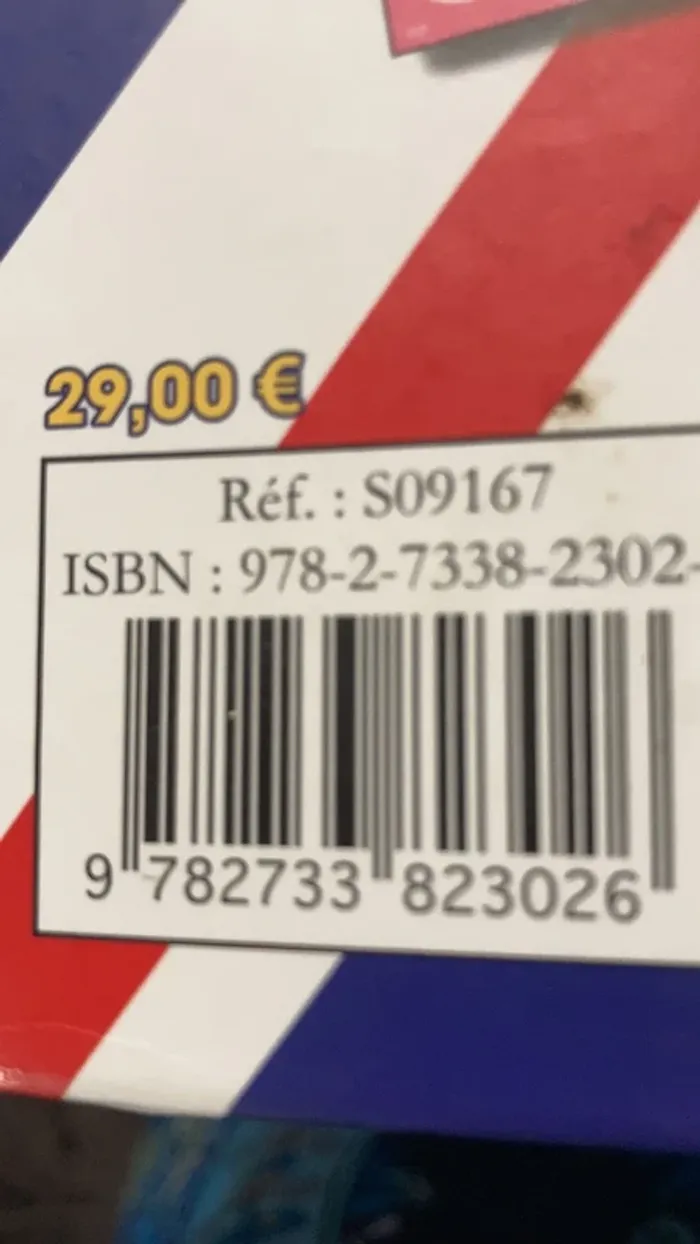 29,00 €
Réf. : S09167
ISBN : 978-2-7338-2302-
9 782733 823026